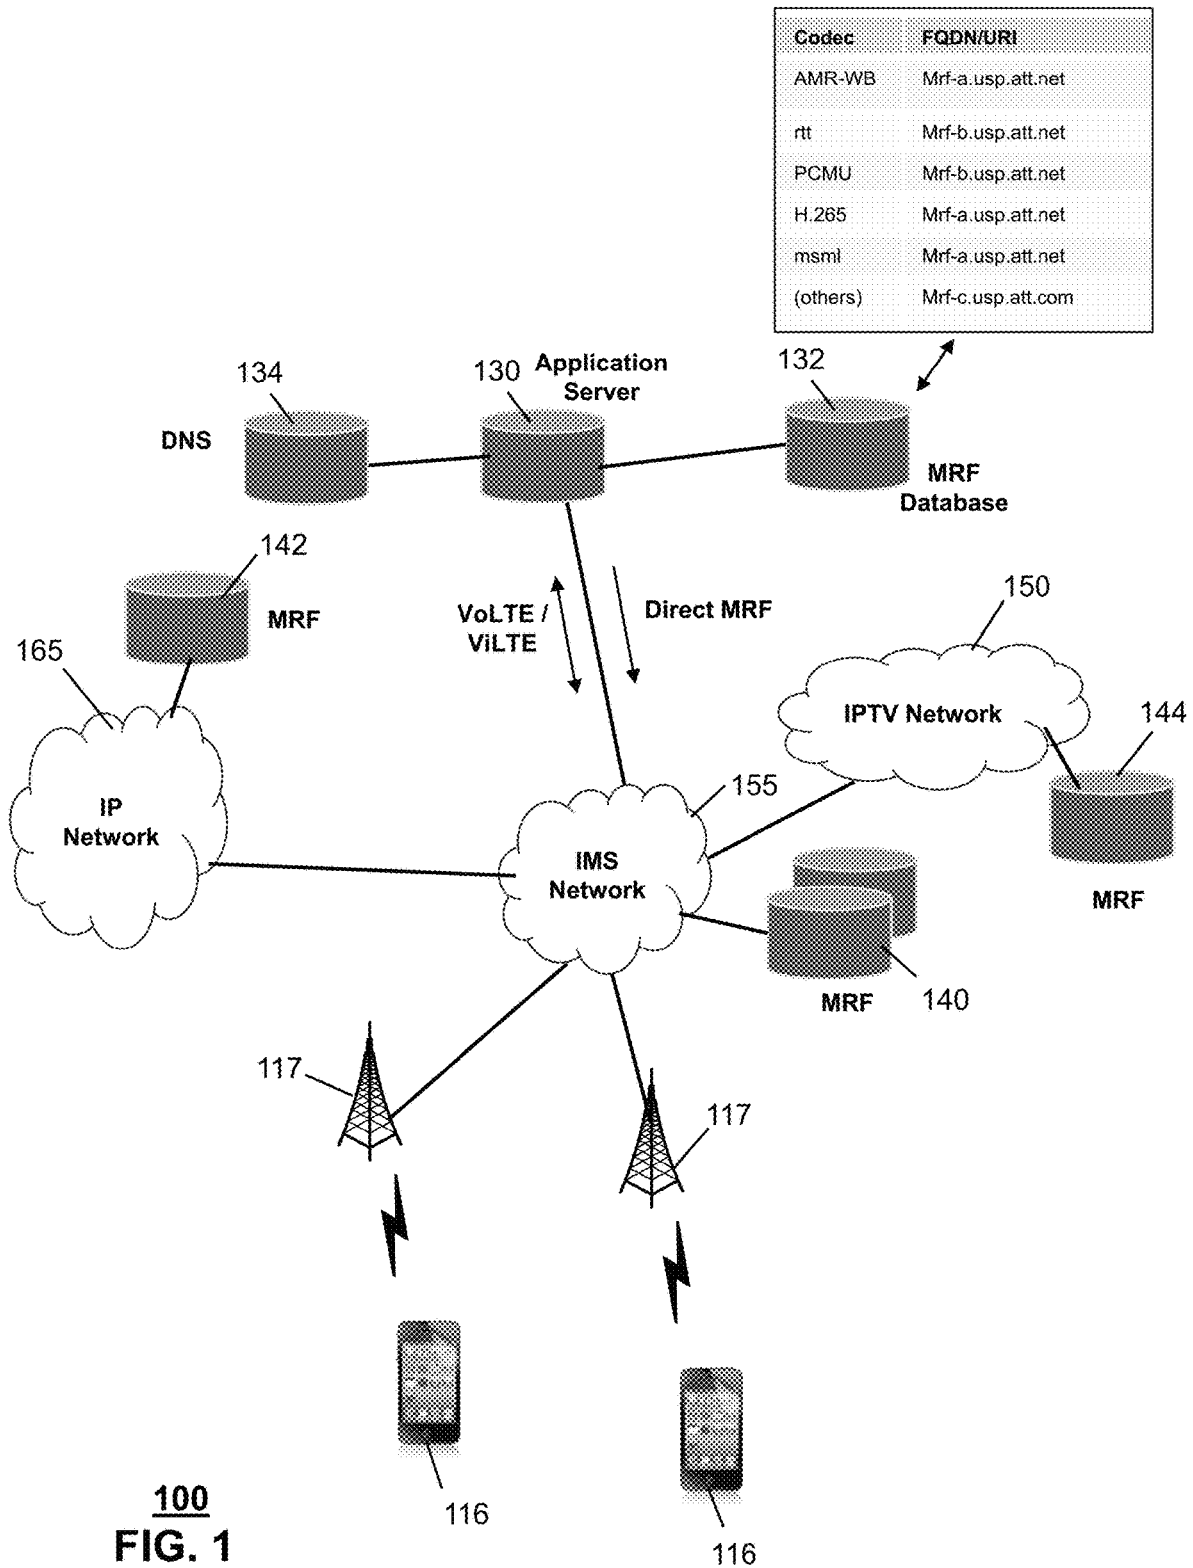 Codec FQDN/URI
AMR-WB Mrf-a.usp.att.net
rtt Mrf-b.usp.att.net
PCMU Mrf-b.usp.att.net
H.265 Mrf-a.usp.att.net
msml Mrf-a.usp.att.net
(others) Mrf-c.usp.att.com
134
130
Application
Server
132
DNS
MRF
Database
142
MRF
VoLTE /
ViLTE
Direct MRF
150
165
IPTV Network
144
155
IP
Network
IMS
Network
MRF
MRF
140
117
117
116
116
100
FIG. 1